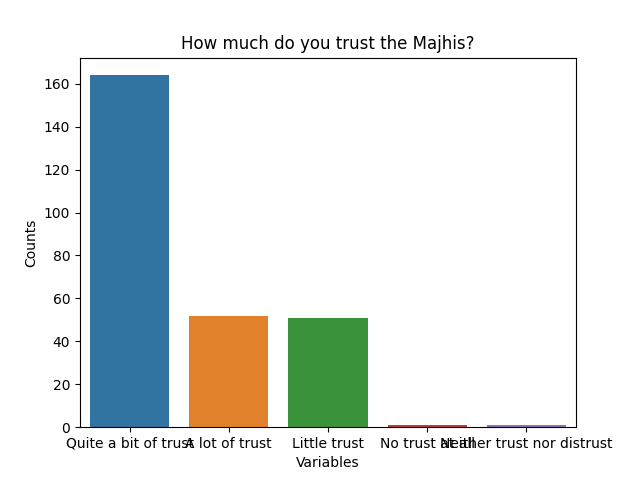 How much do you trust the Majhis?
Counts
160
140
120
100
80
60
40
20
0
Quite a bit of trust A lot of trust Little trust No trust at all Neither trust nor distrust
Variables